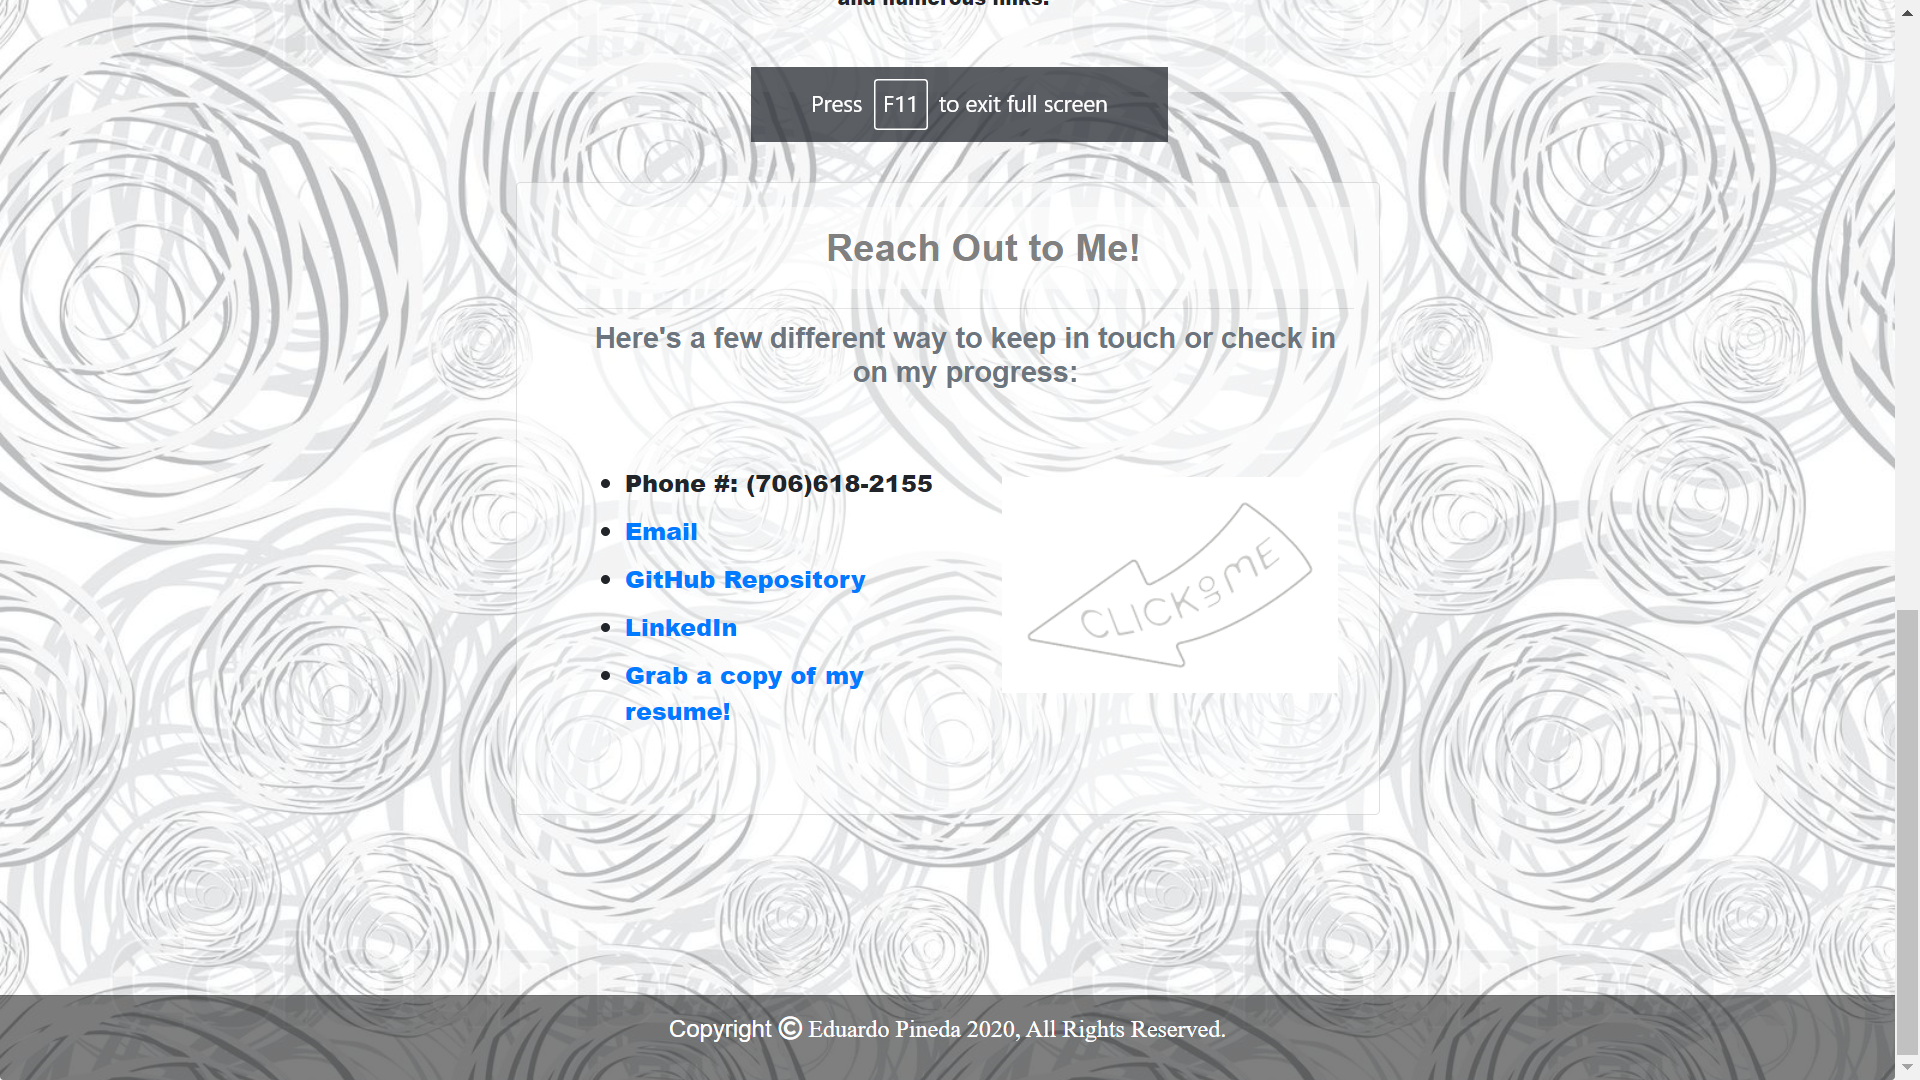 and numerous links.
Press F11 to exit full screen
Reach Out to Me!
Here's a few different way to keep in touch or check in
on my progress:
Phone #: (706)618-2155
Email
GitHub Repository
LinkedIn
Grab a copy of my
resume!
CLICK ME
Copyright © Eduardo Pineda 2020, All Rights Reserved.